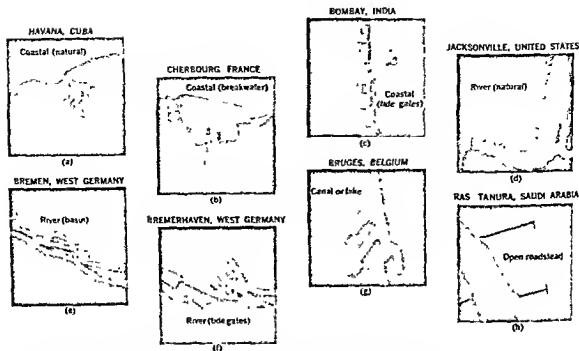 HAVANA, CUBA
Coastal (natural)
(a)
CHERBOURG FRANCE
Coastal (breakwater)
(b)
BOMBAY, INDIA
Coastal
(tide gates)
(c)
JACKSONVILLE, UNITED STATES
River (natural)
(d)
BREMEN, WEST GERMANY
River (basin)
(e)
BREMERHAVEN, WEST GERMANY
River (tide gates)
(f)
BRUGES, BELGIUM
Canal or lake
(g)
RAS TANURA, SAUDI ARABIA
Open roadstead
(h)